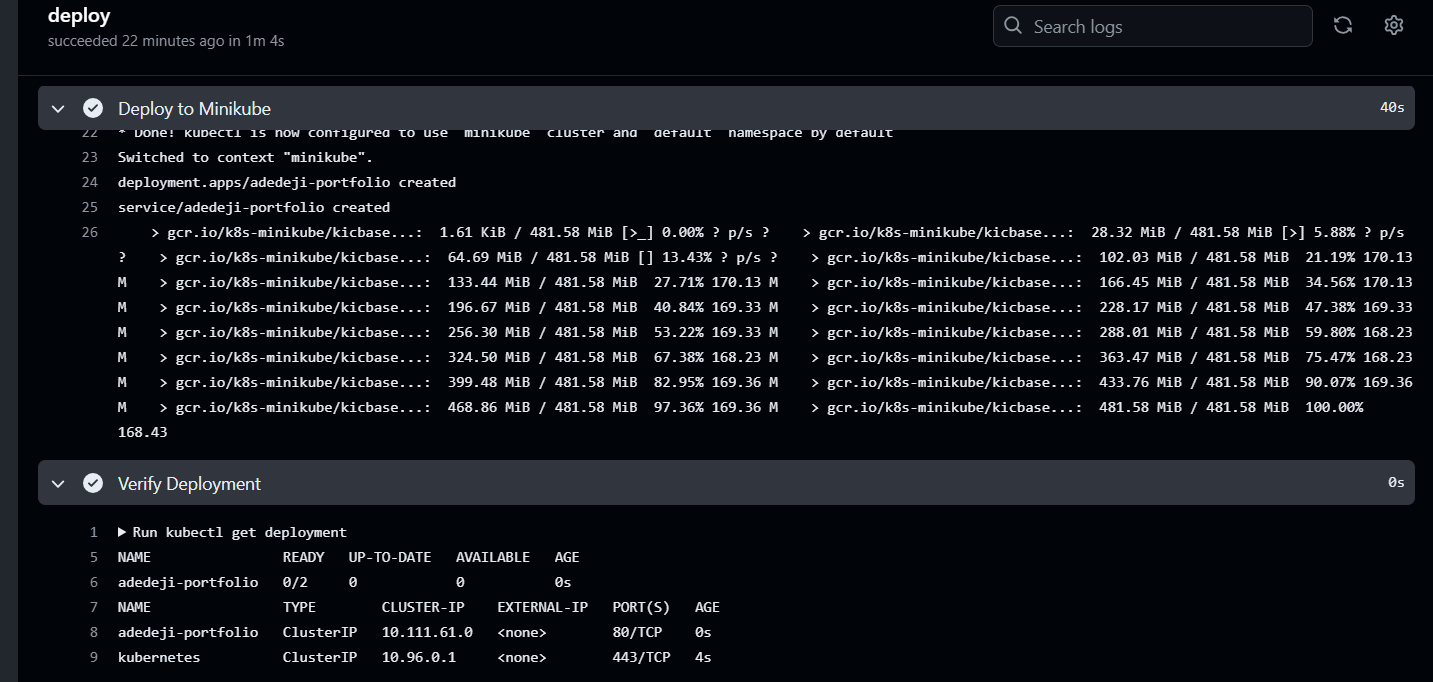 deploy
succeeded 22 minutes ago in 1m 4s
Search logs
Deploy to Minikube
40s
22 * Done! kubectl is now configured to use "minikube" cluster and "default" namespace by default
23 Switched to context "minikube".
24 deployment.apps/adedeji-portfolio created
25 service/adedeji-portfolio created
26 > gcr.io/k8s-minikube/kicbase...: 1.61 KiB / 481.58 MiB [>_] 0.00% ? p/s ? > gcr.io/k8s-minikube/kicbase...: 28.32 MiB / 481.58 MiB [>] 5.88% ? p/s
? > gcr.io/k8s-minikube/kicbase...: 64.69 MiB / 481.58 MiB [] 13.43% ? p/s ? > gcr.io/k8s-minikube/kicbase...: 102.03 MiB / 481.58 MiB 21.19% 170.13
M > gcr.io/k8s-minikube/kicbase...: 133.44 MiB / 481.58 MiB 27.71% 170.13 M > gcr.io/k8s-minikube/kicbase...: 166.45 MiB / 481.58 MiB 34.56% 170.13
M > gcr.io/k8s-minikube/kicbase...: 196.67 MiB / 481.58 MiB 40.84% 169.33 M > gcr.io/k8s-minikube/kicbase...: 228.17 MiB / 481.58 MiB 47.38% 169.33
M > gcr.io/k8s-minikube/kicbase...: 256.30 MiB / 481.58 MiB 53.22% 169.33 M > gcr.io/k8s-minikube/kicbase...: 288.01 MiB / 481.58 MiB 59.80% 168.23
M > gcr.io/k8s-minikube/kicbase...: 324.50 MiB / 481.58 MiB 67.38% 168.23 M > gcr.io/k8s-minikube/kicbase...: 363.47 MiB / 481.58 MiB 75.47% 168.23
M > gcr.io/k8s-minikube/kicbase...: 399.48 MiB / 481.58 MiB 82.95% 169.36 M > gcr.io/k8s-minikube/kicbase...: 433.76 MiB / 481.58 MiB 90.07% 169.36
M > gcr.io/k8s-minikube/kicbase...: 468.86 MiB / 481.58 MiB 97.36% 169.36 M > gcr.io/k8s-minikube/kicbase...: 481.58 MiB / 481.58 MiB 100.00%
168.43
Verify Deployment
0s
1 ▶ Run kubectl get deployment
5 NAME READY UP-TO-DATE AVAILABLE AGE
6 adedeji-portfolio 0/2 0 0 0s
7 NAME TYPE CLUSTER-IP EXTERNAL-IP PORT(S) AGE
8 adedeji-portfolio ClusterIP 10.111.61.0 <none> 80/TCP 0s
9 kubernetes ClusterIP 10.96.0.1 <none> 443/TCP 4s